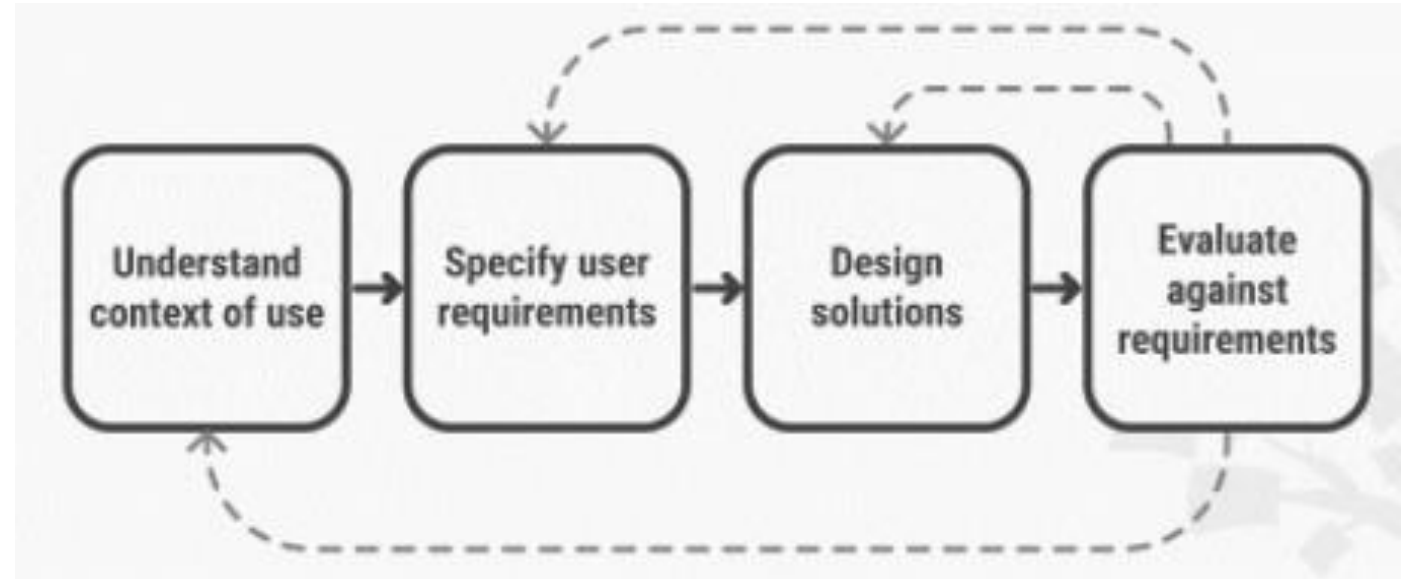 Understand
context of use
Specify user
requirements
Design
solutions
Evaluate
against
requirements